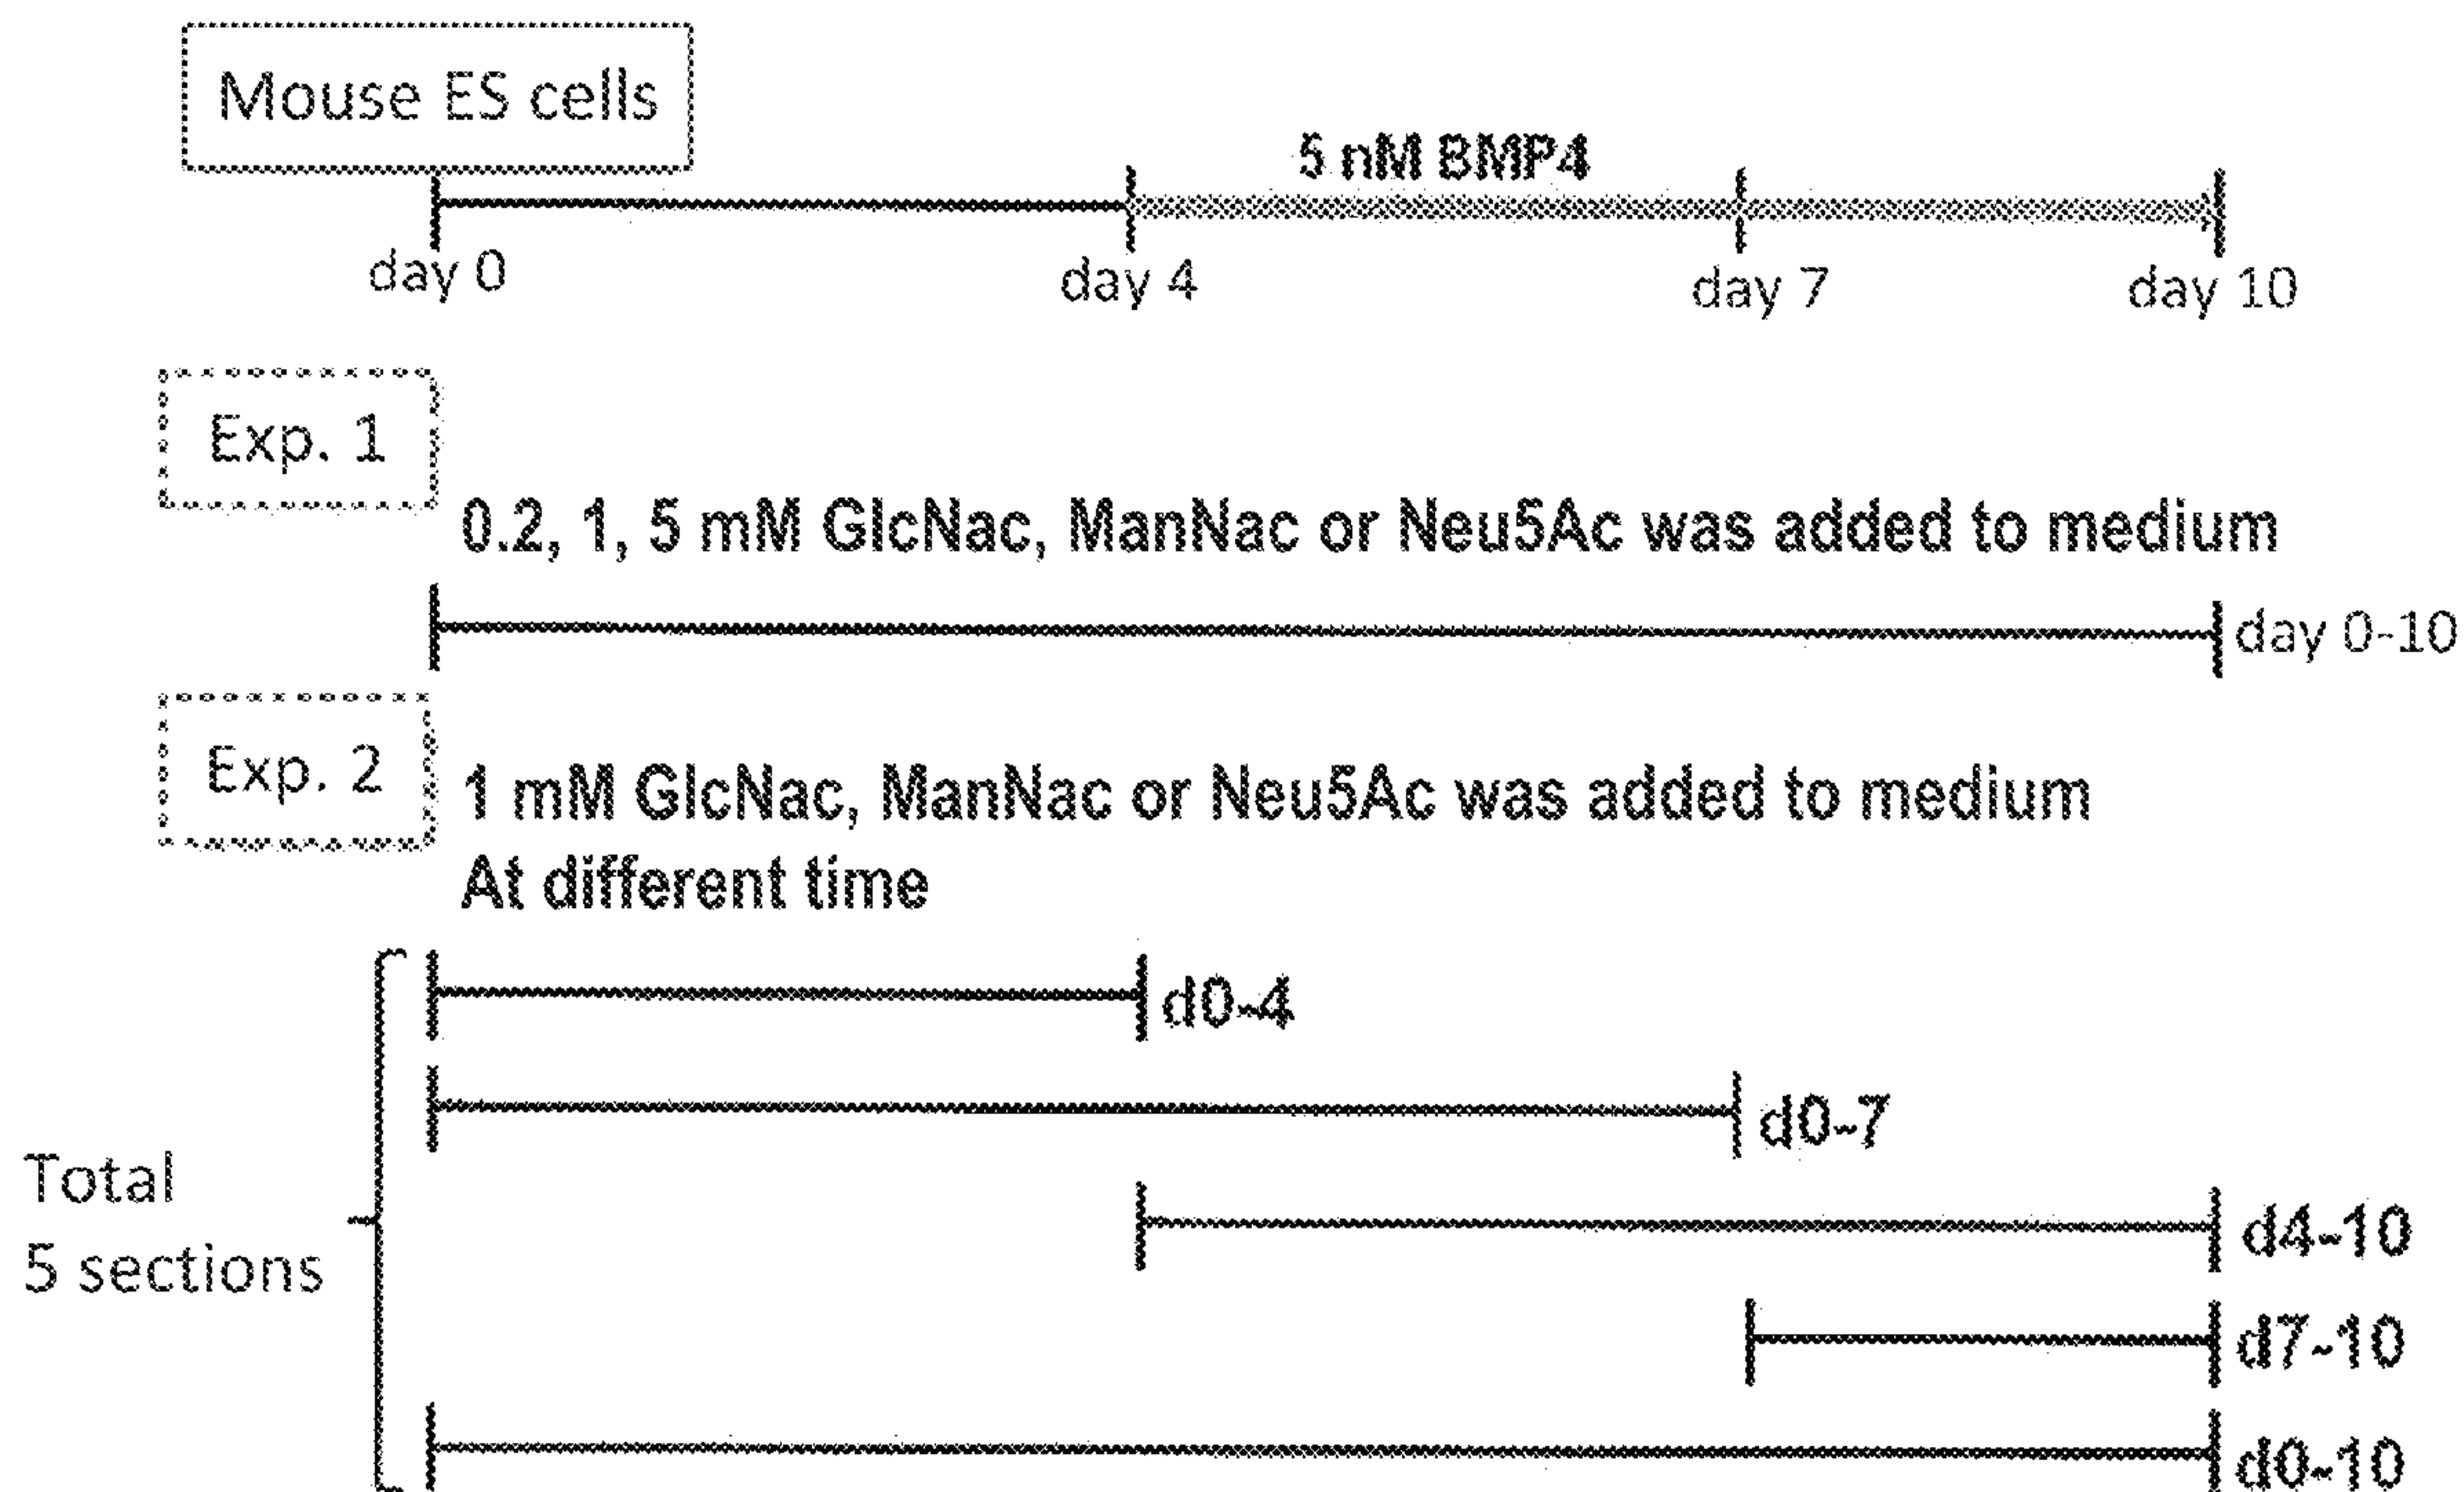 Mouse ES cells
5 nM BMP4
day 0
day 4
day 7
day 10
Exp. 1
0.2, 1, 5 mM GlcNac, ManNac or Neu5Ac was added to medium
day 0-10
Exp. 2
1 mM GlcNac, ManNac or Neu5Ac was added to medium
At different time
d0-4
d0-7
Total
5 sections
d4-10
d7-10
d0-10